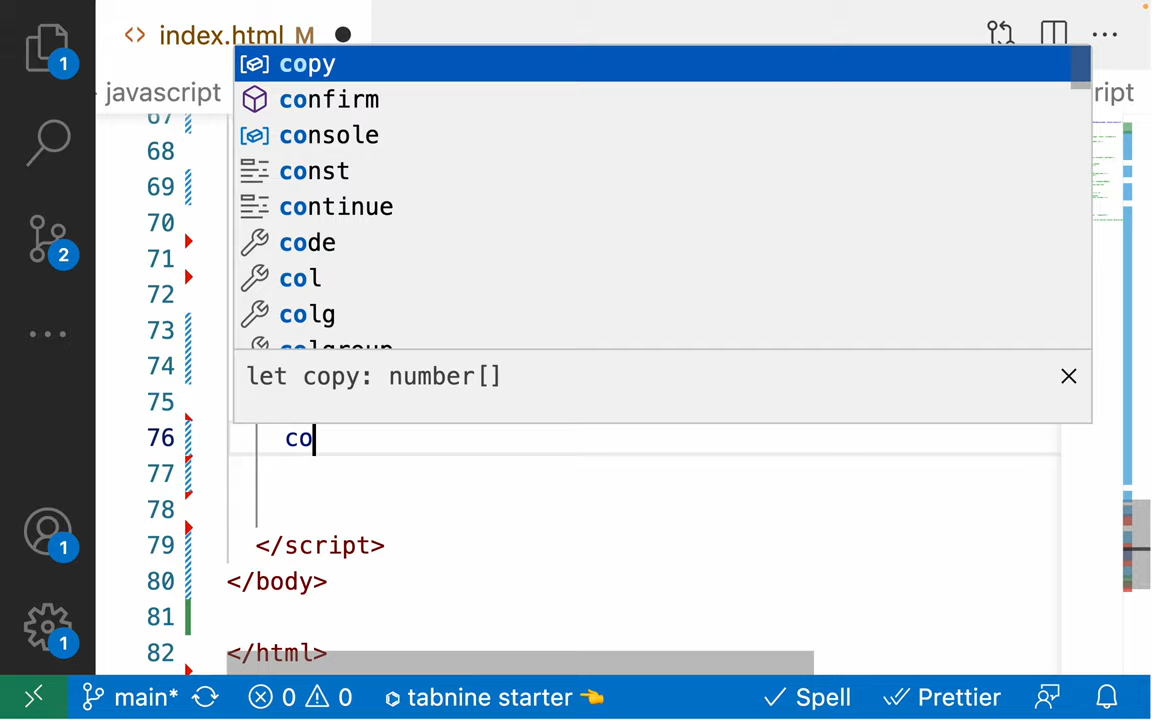 1
index.html M
javascript
ript
copy
67
confirm
68
console
69
const
70
continue
71
code
72
col
73
colg
74
colgroup
let copy: number[]
75
76 co
77
78
79 </script>
80 </body>
81
82 </html>
2
1
1
main*
0 0
tabnine starter 👈
Spell
Prettier